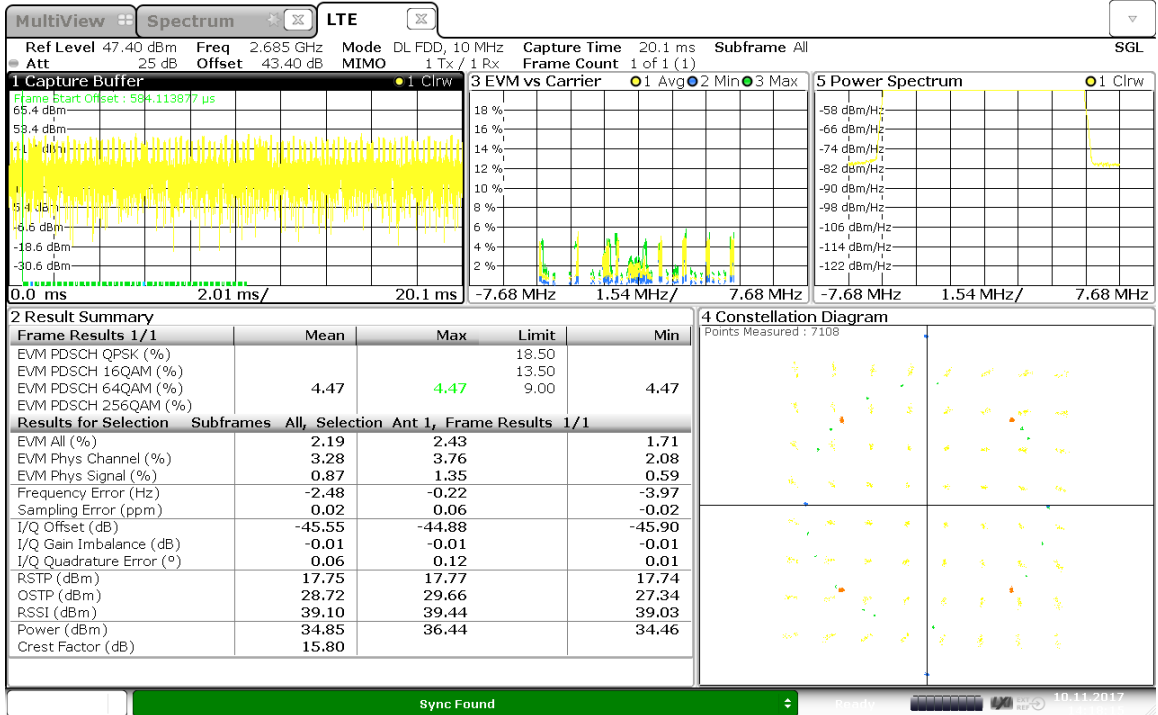 MultiView Spectrum LTE
Ref Level 47.40 dBm Freq 2.685 GHz Mode DL FDD, 10 MHz Capture Time 20.1 ms Subframe All SGL
Att 25 dB Offset 43.40 dB MIMO 1 Tx / 1 Rx Frame Count 1 of 1 (1)
1 Capture Buffer 1 Clrw
Frame Start Offset : 584.113877 µs
65.4 dBm
53.4 dBm
-6.6 dBm
-18.6 dBm
-30.6 dBm
0.0 ms 2.01 ms/ 20.1 ms
3 EVM vs Carrier 1 Avg 2 Min 3 Max
18 %
16 %
14 %
12 %
10 %
8 %
6 %
4 %
2 %
-7.68 MHz 1.54 MHz/ 7.68 MHz
5 Power Spectrum 1 Clrw
-58 dBm/Hz
-66 dBm/Hz
-74 dBm/Hz
-82 dBm/Hz
-90 dBm/Hz
-98 dBm/Hz
-106 dBm/Hz
-114 dBm/Hz
-122 dBm/Hz
-7.68 MHz 1.54 MHz/ 7.68 MHz
2 Result Summary
Frame Results 1/1 Mean Max Limit Min
EVM PDSCH QPSK (%) 18.50
EVM PDSCH 16QAM (%) 13.50
EVM PDSCH 64QAM (%) 4.47 4.47 9.00 4.47
EVM PDSCH 256QAM (%)
Results for Selection Subframes All, Selection Ant 1, Frame Results 1/1
EVM All (%) 2.19 2.43 1.71
EVM Phys Channel (%) 3.28 3.76 2.08
EVM Phys Signal (%) 0.87 1.35 0.59
Frequency Error (Hz) -2.48 -0.22 -3.97
Sampling Error (ppm) 0.02 0.06 -0.02
I/Q Offset (dB) -45.55 -44.88 -45.90
I/Q Gain Imbalance (dB) -0.01 -0.01 -0.01
I/Q Quadrature Error (º) 0.06 0.12 0.01
RSTP (dBm) 17.75 17.77 17.74
OSTP (dBm) 28.72 29.66 27.34
RSSI (dBm) 39.10 39.44 39.03
Power (dBm) 34.85 36.44 34.46
Crest Factor (dB) 15.80
4 Constellation Diagram
Points Measured : 7108
Sync Found
Ready
LXI
EXT
REF
10.11.2017